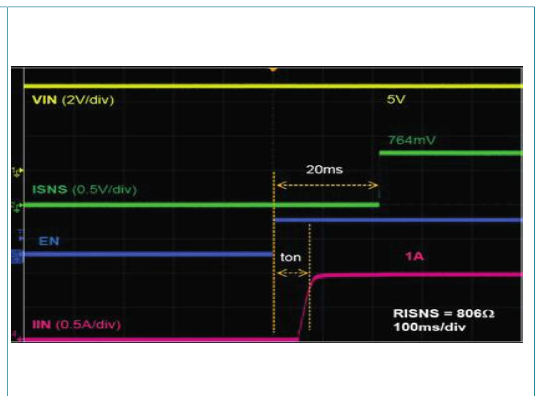 VIN (2V/div)
5V
764mV
20ms
ISNS (0.5V/div)
EN
ton
1A
IIN (0.5A/div)
RISNS = 806Ω
100ms/div